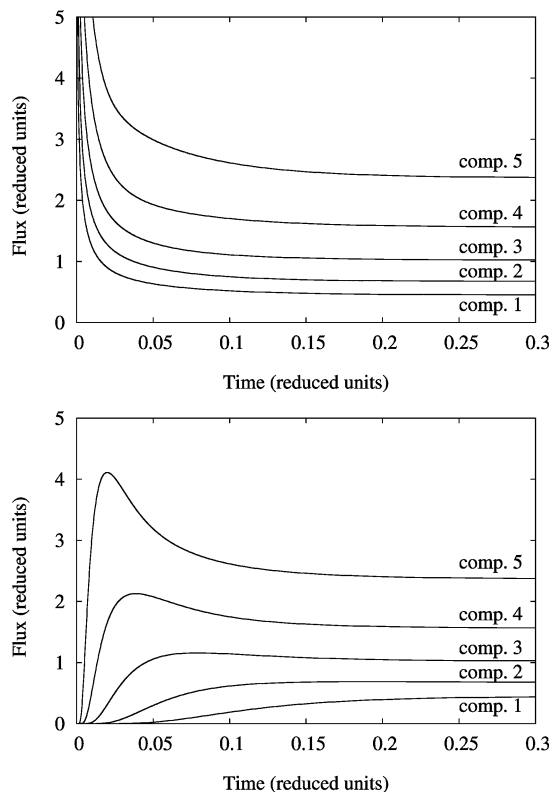 5
4
3
2
1
0
Flux (reduced units)
comp. 5
comp. 4
comp. 3
comp. 2
comp. 1
0 0.05 0.1 0.15 0.2 0.25 0.3
Time (reduced units)
5
4
3
2
1
0
Flux (reduced units)
comp. 5
comp. 4
comp. 3
comp. 2
comp. 1
0 0.05 0.1 0.15 0.2 0.25 0.3
Time (reduced units)